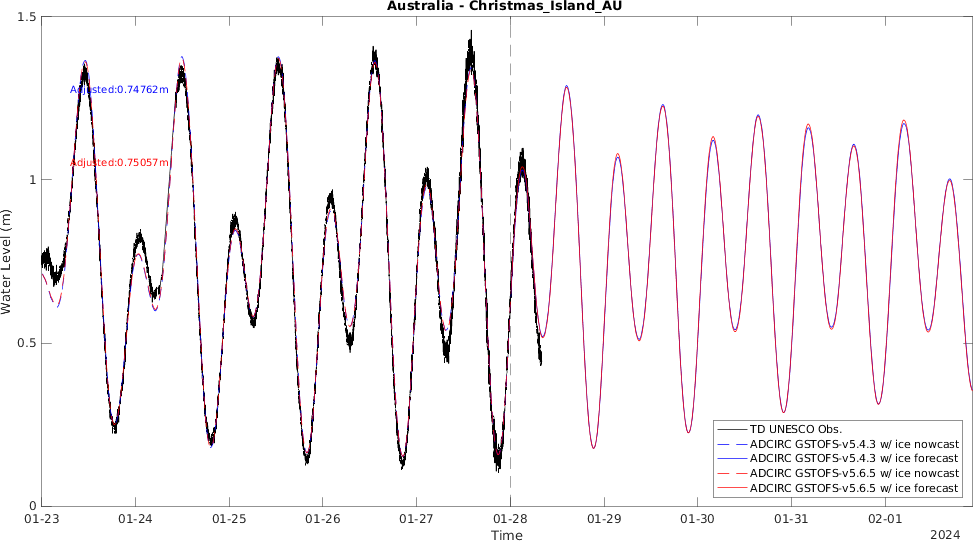 Australia - Christmas_Island_AU
1.5
1
0.5
0
Water Level (m)
Adjusted:0.74762m
Adjusted:0.75057m
TD UNESCO Obs.
ADCIRC GSTOFS-v5.4.3 w/ ice nowcast
ADCIRC GSTOFS-v5.4.3 w/ ice forecast
ADCIRC GSTOFS-v5.6.5 w/ ice nowcast
ADCIRC GSTOFS-v5.6.5 w/ ice forecast
01-23 01-24 01-25 01-26 01-27 01-28 01-29 01-30 01-31 02-01
Time
2024